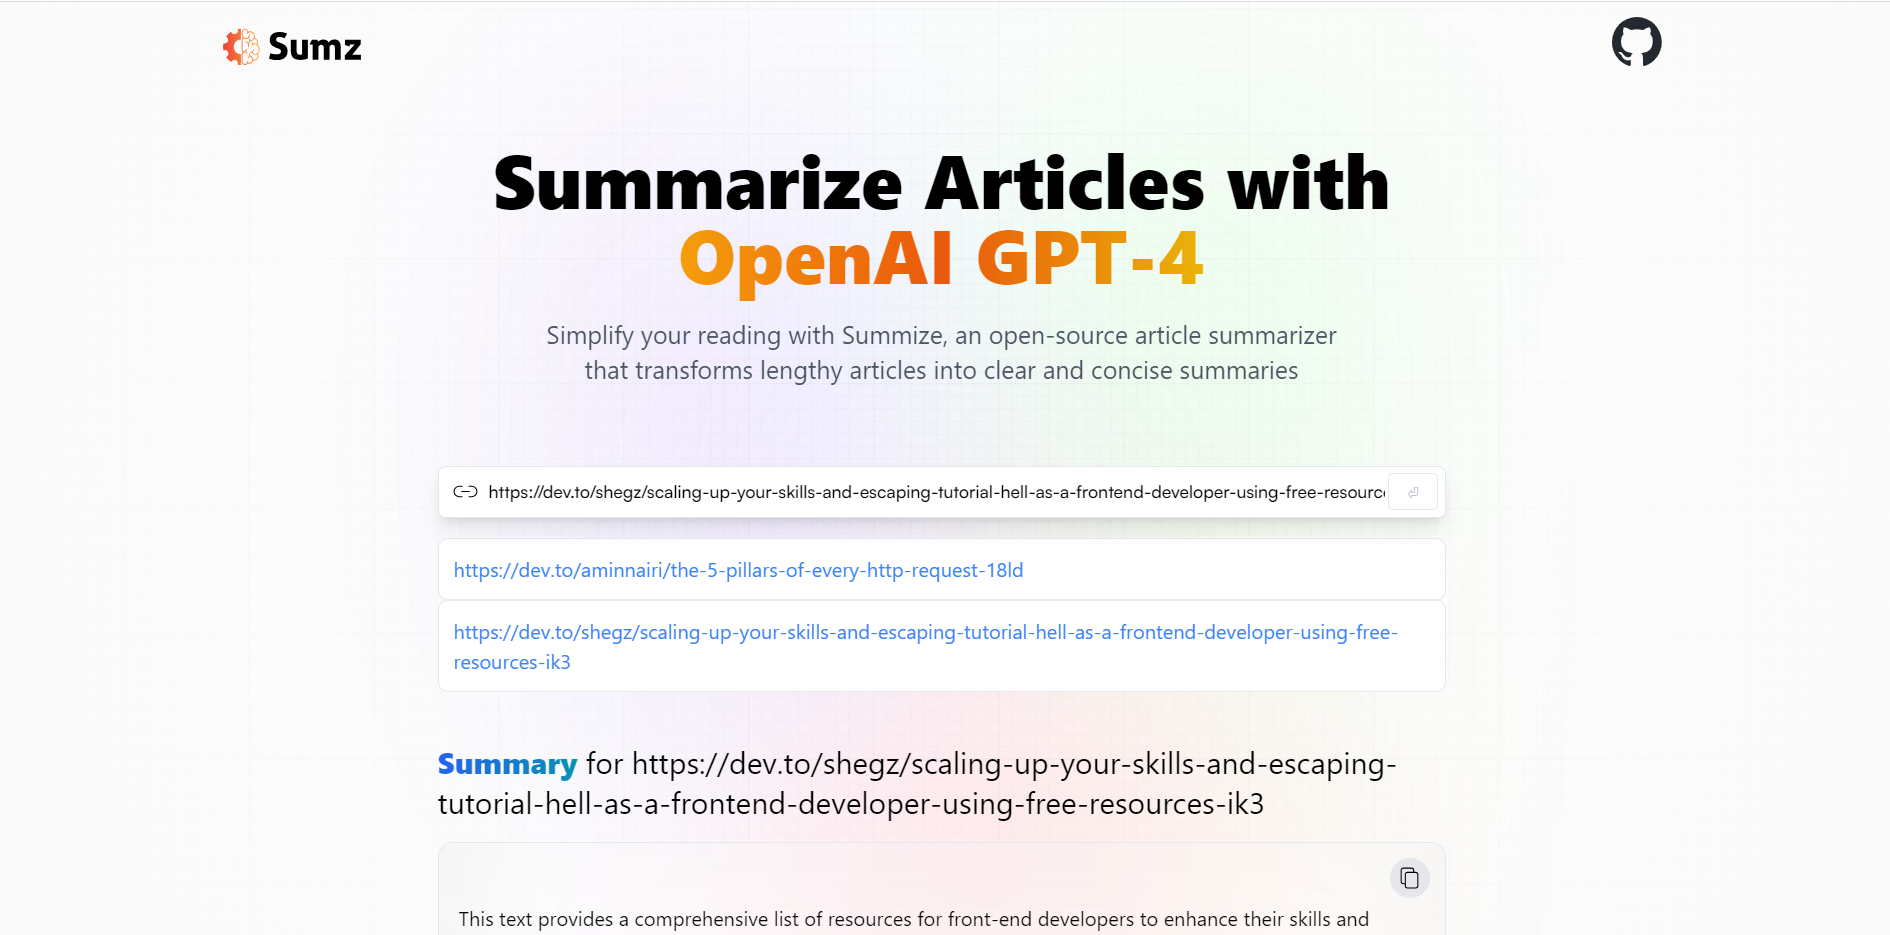 Sumz
Summarize Articles with
OpenAI GPT-4
Simplify your reading with Summize, an open-source article summarizer
that transforms lengthy articles into clear and concise summaries
https://dev.to/shegz/scaling-up-your-skills-and-escaping-tutorial-hell-as-a-frontend-developer-using-free-resourc
https://dev.to/aminnairi/the-5-pillars-of-every-http-request-18ld
https://dev.to/shegz/scaling-up-your-skills-and-escaping-tutorial-hell-as-a-frontend-developer-using-free-
resources-ik3
Summary for https://dev.to/shegz/scaling-up-your-skills-and-escaping-
tutorial-hell-as-a-frontend-developer-using-free-resources-ik3
This text provides a comprehensive list of resources for front-end developers to enhance their skills and